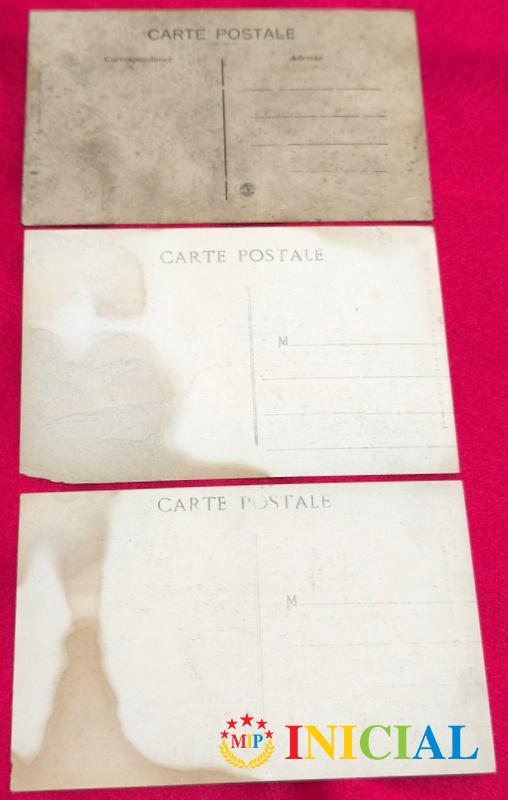 CARTE POSTALE
Correspondance
Adresse
CARTE POSTALE
M
CARTE POSTALE
M
MIP INICIAL